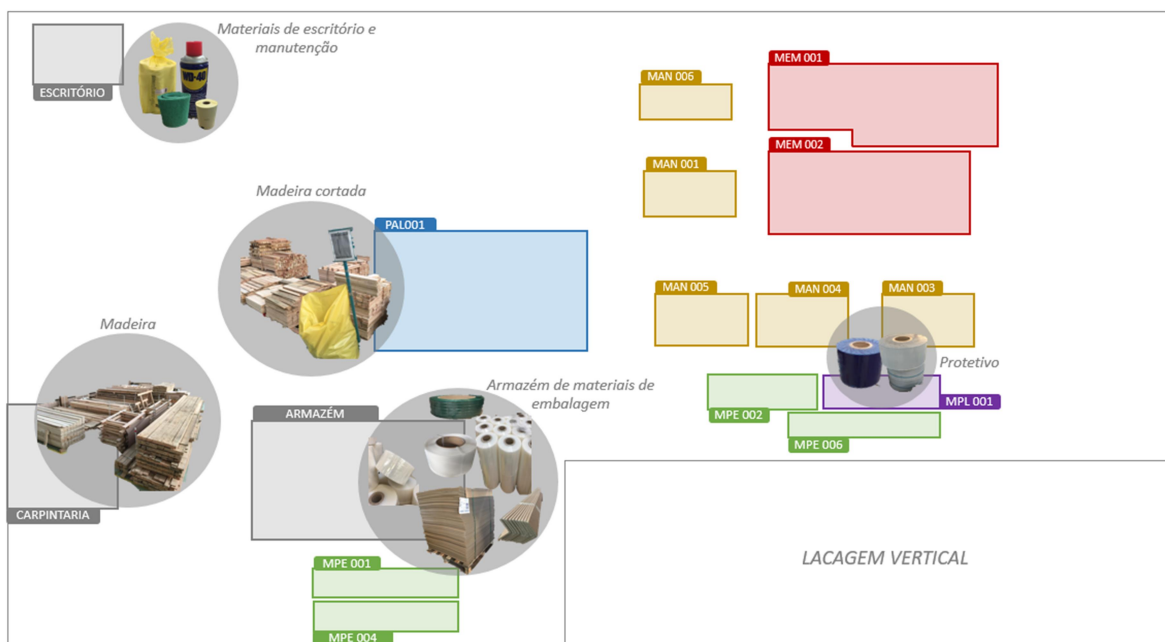 Materiais de escritório e
manutenção
WD-40
ESCRITÓRIO
MAN 006
MEM 001
MAN 001
MEM 002
Madeira cortada
PAL001
MAN 005
MAN 004
MAN 003
Madeira
Protetivo
Armazém de materiais de
embalagem
ARMAZÉM
MPE 002
MPL 001
MPE 006
CARPINTARIA
LACAGEM VERTICAL
MPE 001
MPE 004